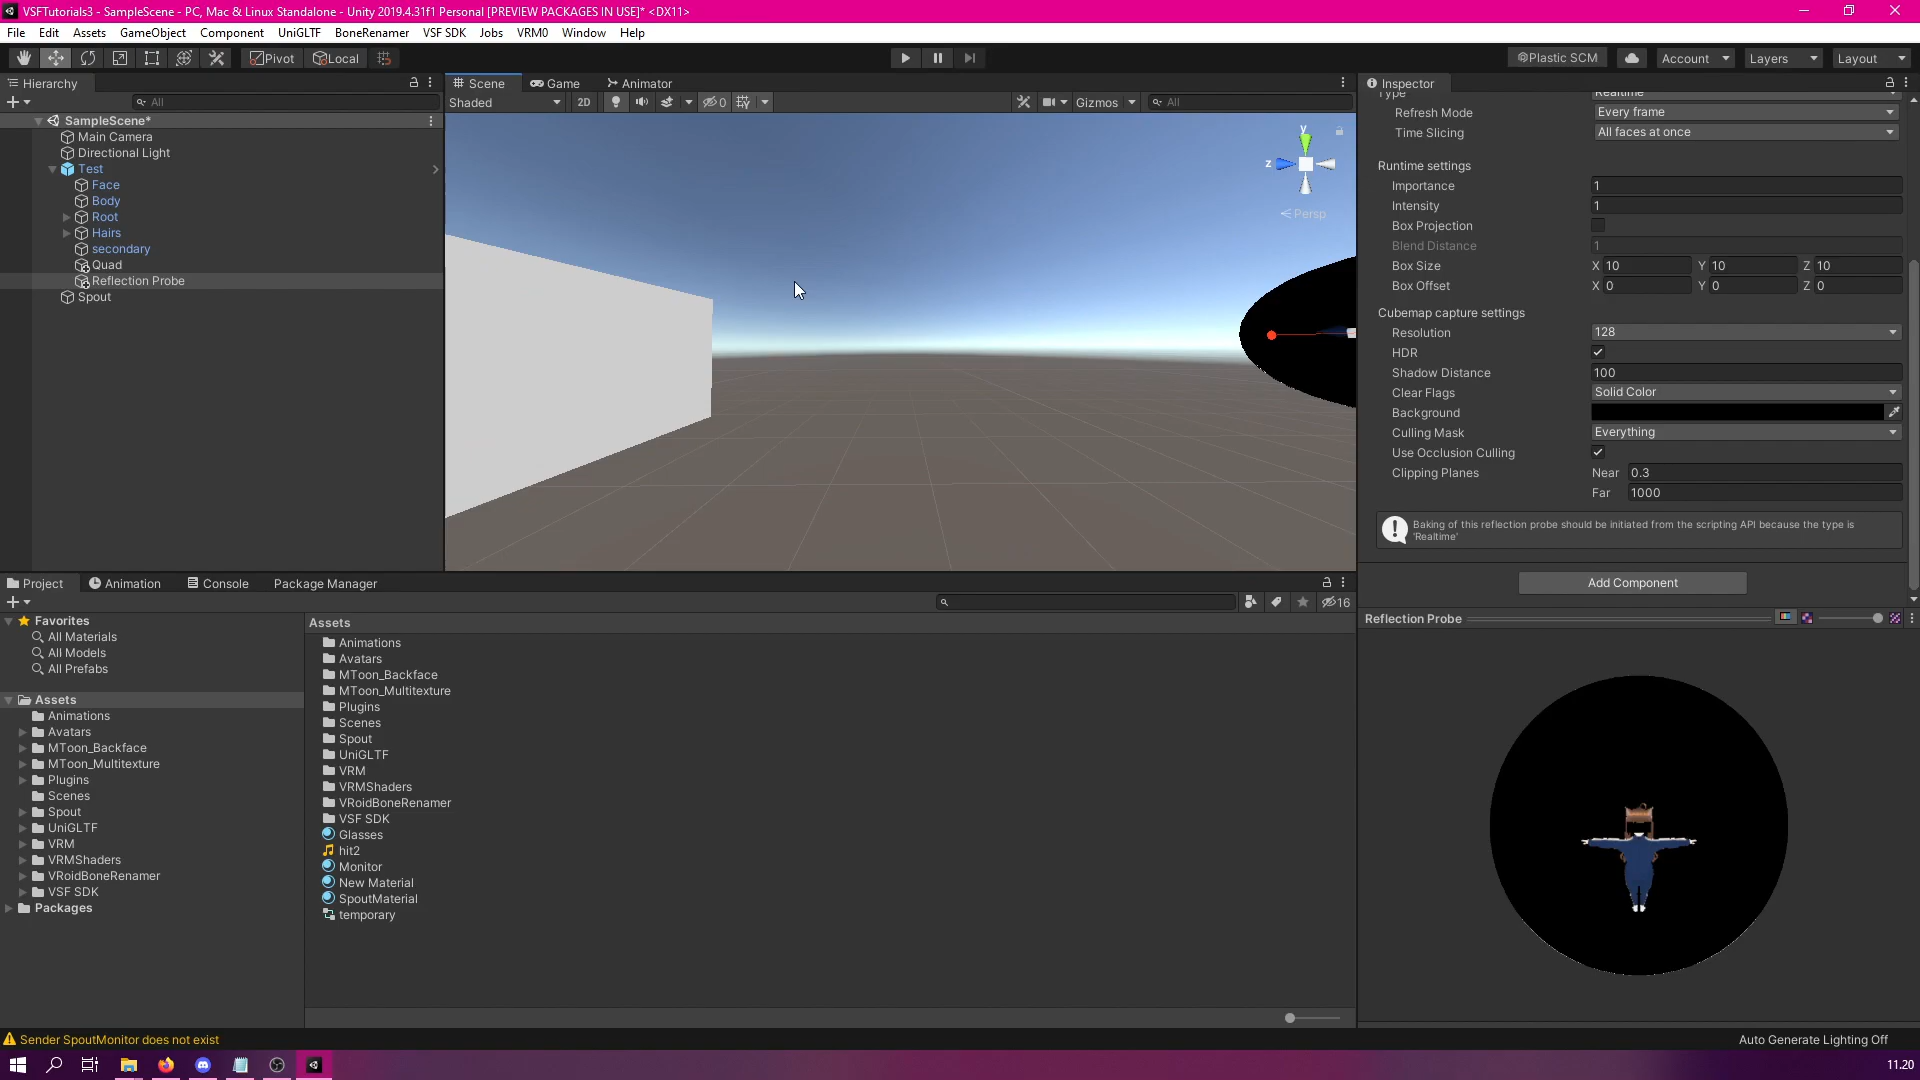 VSFTutorials3 - SampleScene - PC, Mac & Linux Standalone - Unity 2019.4.31f1 Personal [PREVIEW PACKAGES IN USE]* <DX11>
File Edit Assets GameObject Component UniGLTF BoneRenamer VSF SDK Jobs VRM0 Window Help
Pivot Local Plastic SCM Account Layers Layout
Hierarchy
All
SampleScene*
Main Camera
Directional Light
Test
Face
Body
Root
Hairs
secondary
Quad
Reflection Probe
Spout
Scene Game Animator
Shaded 2D 0 Gizmos All
y
z
Persp
Inspector
Type Realtime
Refresh Mode Every frame
Time Slicing All faces at once
Runtime settings
Importance 1
Intensity 1
Box Projection
Blend Distance 1
Box Size X 10 Y 10 Z 10
Box Offset X 0 Y 0 Z 0
Cubemap capture settings
Resolution 128
HDR
Shadow Distance 100
Clear Flags Solid Color
Background
Culling Mask Everything
Use Occlusion Culling
Clipping Planes Near 0.3
Far 1000
Baking of this reflection probe should be initiated from the scripting API because the type is
'Realtime'
Add Component
Reflection Probe
Project Animation Console Package Manager
16
Favorites
All Materials
All Models
All Prefabs
Assets
Animations
Avatars
MToon_Backface
MToon_Multitexture
Plugins
Scenes
Spout
UniGLTF
VRM
VRMShaders
VRoidBoneRenamer
VSF SDK
Packages
Assets
Animations
Avatars
MToon_Backface
MToon_Multitexture
Plugins
Scenes
Spout
UniGLTF
VRM
VRMShaders
VRoidBoneRenamer
VSF SDK
Glasses
hit2
Monitor
New Material
SpoutMaterial
temporary
Sender SpoutMonitor does not exist
Auto Generate Lighting Off
11.20